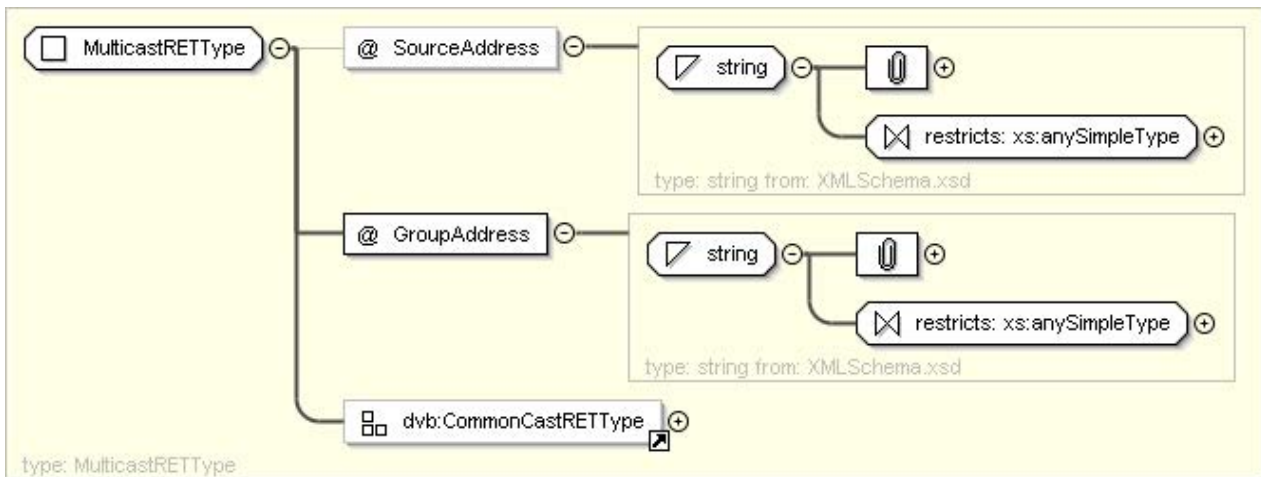 MulticastRETType
@ SourceAddress
string
restricts: xs:anySimpleType
type: string from: XMLSchema.xsd
@ GroupAddress
string
restricts: xs:anySimpleType
type: string from: XMLSchema.xsd
dvb:CommonCastRETType
type: MulticastRETType